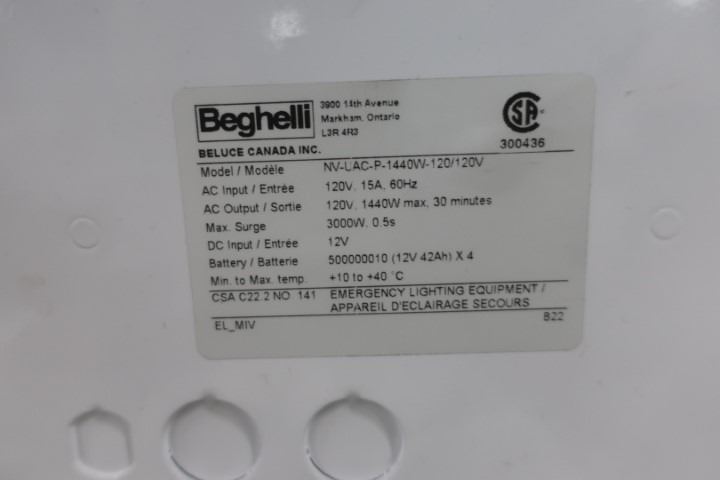 Beghelli
3900 14th Avenue
Markham, Ontario
L3R 4R3
BELUCE CANADA INC.
SA
300436
Model / Modèle NV-UAC-P-1440W-120/120V
AC Input / Entrée 120V, 15A, 60Hz
AC Output / Sortie 120V, 1440W max, 30 minutes
Max. Surge 3000W, 0.5s
DC Input / Entrée 12V
Battery / Batterie 500000010 (12V 42Ah) X 4
Min. to Max. temp. +10 to +40 °C
CSA C22.2 NO. 141 EMERGENCY LIGHTING EQUIPMENT /
APPAREIL D'ECLAIRAGE SECOURS
EL_MIV B22